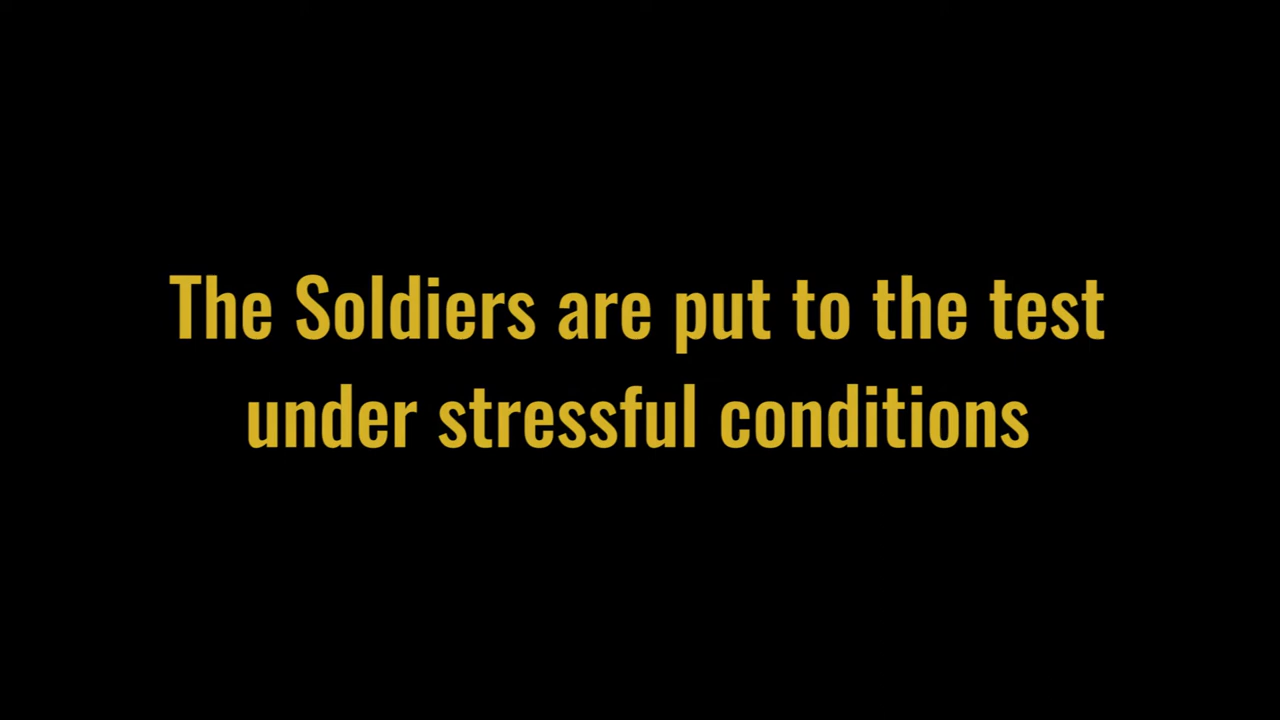 The Soldiers are put to the test
under stressful conditions